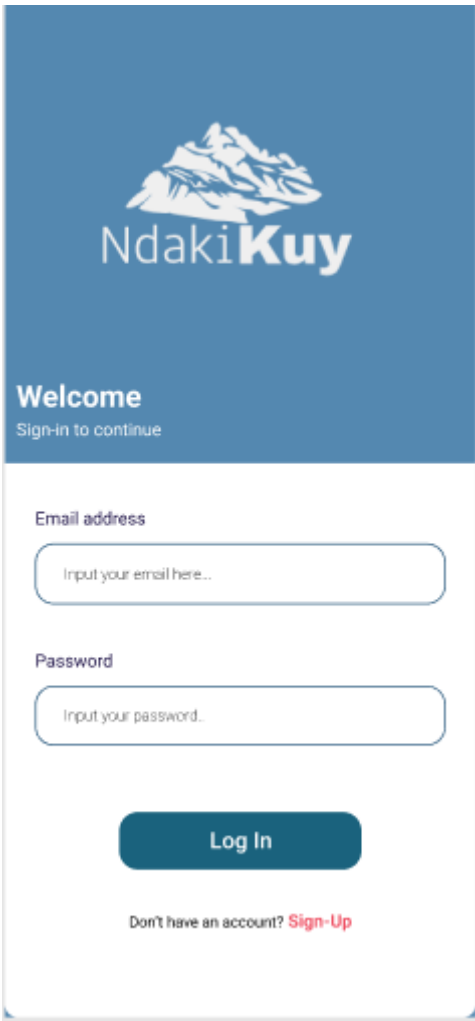 NdakiKuy
Welcome
Sign-in to continue
Email address
Input your email here...
Password
Input your password..
Log In
Don't have an account? Sign-Up